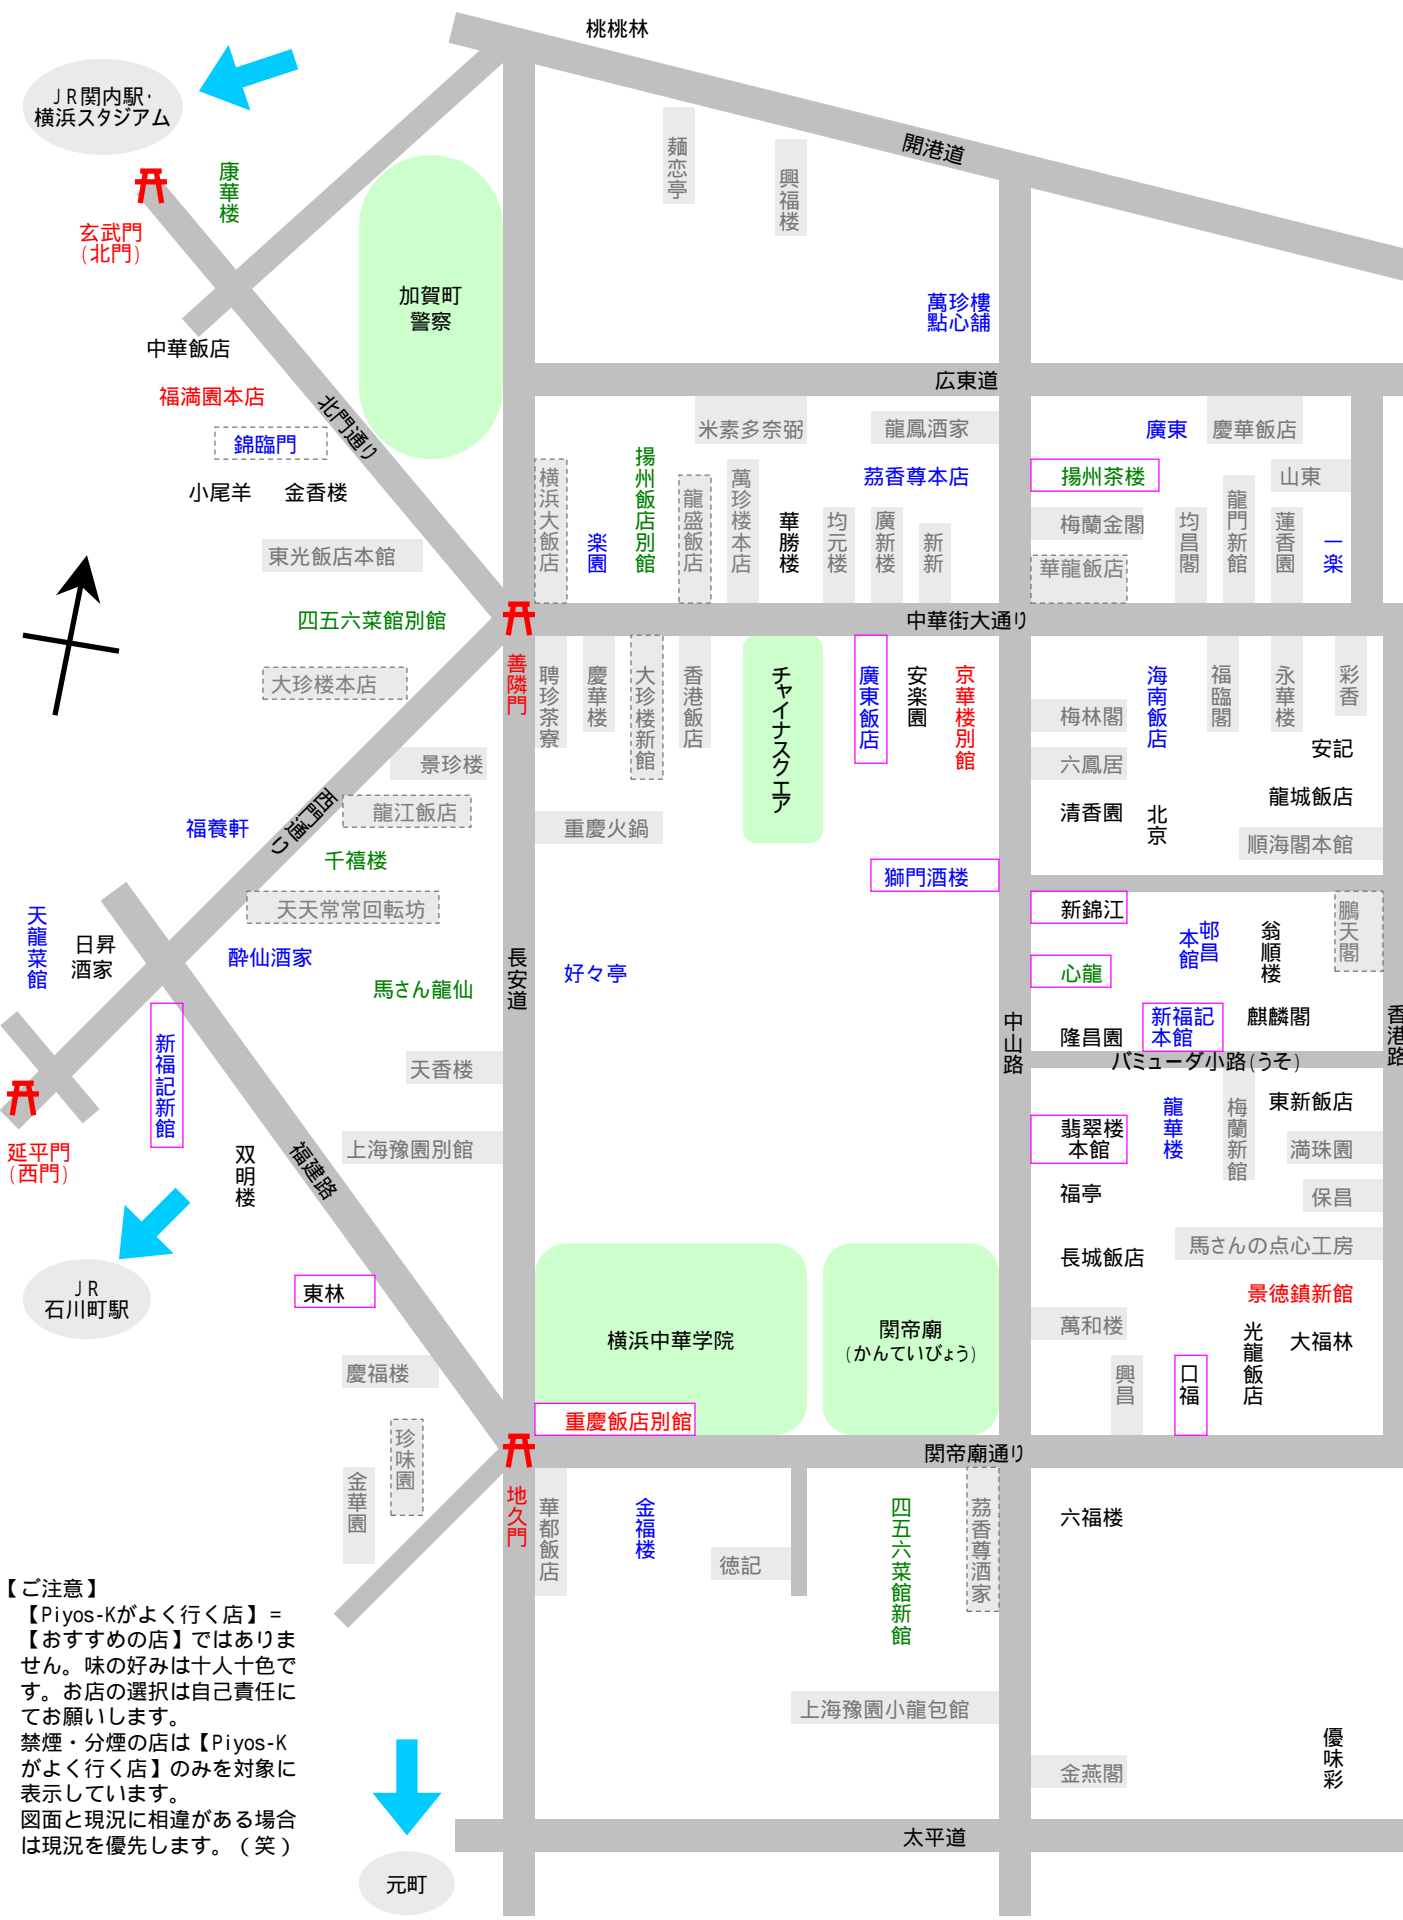 桃桃林
JR関内駅・
横浜スタジアム
開港道
麺恋亭
興福楼
康華楼
玄武門
(北門)
加賀町
警察
萬珍樓
點心舗
中華飯店
広東道
福満園本店
北門通り
錦臨門
小尾羊
金香楼
東光飯店本館
米素多奈弼
龍鳳酒家
廣東
慶華飯店
揚州飯店別館
茘香尊本店
揚州茶楼
山東
横浜大飯店
楽園
龍盛飯店
萬珍楼本店
華勝楼
均元楼
廣新楼
新新
梅蘭金閣
華龍飯店
均昌閣
龍門新館
蓮香園
一楽
四五六菜館別館
中華街大通り
善隣門
大珍楼本店
聘珍茶寮
慶華楼
大珍楼新館
香港飯店
チャイナスクエア
廣東飯店
安楽園
京華楼別館
梅林閣
海南飯店
福臨閣
永華楼
彩香
景珍楼
六鳳居
安記
龍江飯店
西門通り
福養軒
千禧楼
重慶火鍋
清香園
北京
龍城飯店
順海閣本館
獅門酒楼
天天常常回転坊
新錦江
天龍菜館
日昇
酒家
酔仙酒家
馬さん龍仙
長安道
好々亭
心龍
邨昌
本館
翁順楼
鵬天閣
新福記新館
中山路
隆昌園
新福記
本館
麒麟閣
香港路
天香楼
バミューダ小路(うそ)
延平門
(西門)
双明楼
上海豫園別館
福建路
翡翠楼
本館
龍華楼
梅蘭新館
東新飯店
満珠園
福亭
保昌
長城飯店
馬さんの点心工房
JR
石川町駅
東林
景徳鎮新館
横浜中華学院
関帝廟
(かんていびょう)
萬和楼
光龍飯店
大福林
慶福楼
興昌
口福
重慶飯店別館
珍味園
金華園
関帝廟通り
地久門
華都飯店
金福楼
徳記
四五六菜館新館
茘香尊酒家
六福楼
【ご注意】
【Piyos-Kがよく行く店】=
【おすすめの店】ではありま
せん。味の好みは十人十色で
す。お店の選択は自己責任に
てお願いします。
禁煙・分煙の店は【Piyos-K
がよく行く店】のみを対象に
表示しています。
図面と現況に相違がある場合
は現況を優先します。(笑)
上海豫園小龍包館
金燕閣
優味彩
太平道
元町